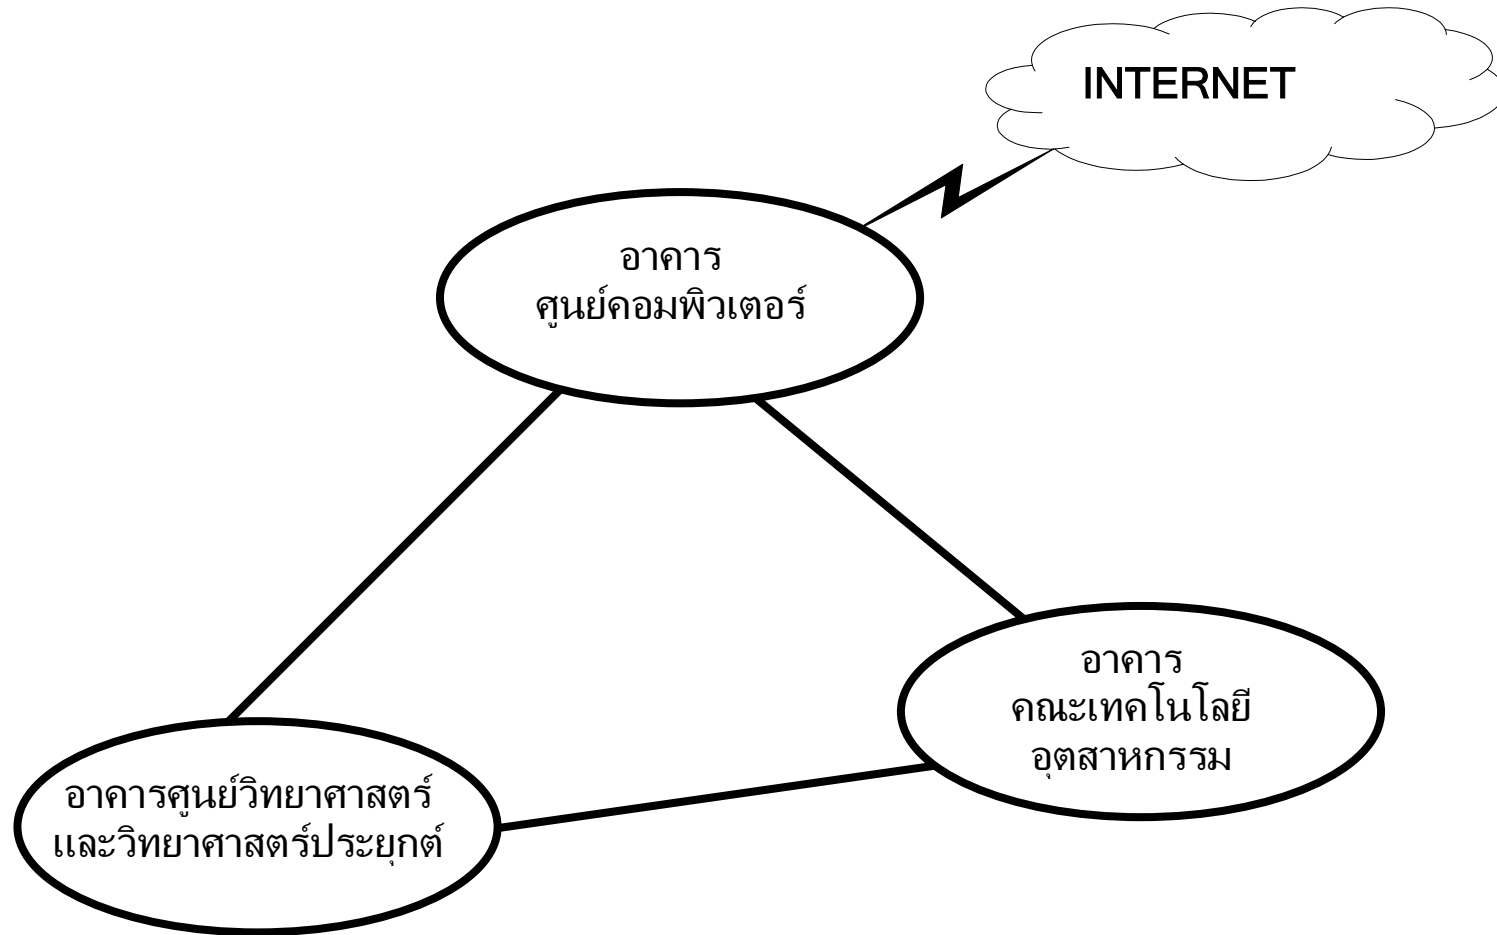 INTERNET
อาคาร
ศูนย์คอมพิวเตอร์
อาคาร
คณะเทคโนโลยี
อุตสาหกรรม
อาคารศูนย์วิทยาศาสตร์
และวิทยาศาสตร์ประยุกต์